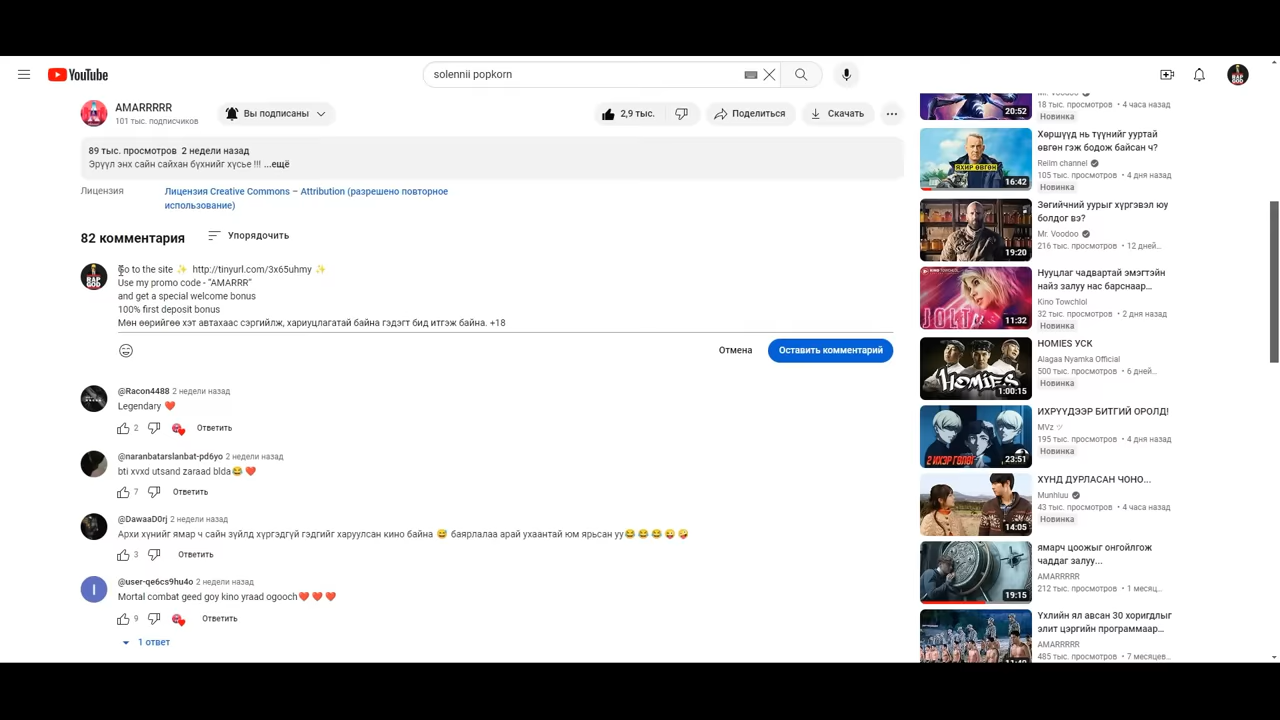 YouTube
solennii popkorn
AMARRRRR
101 тыс. подписчиков
Вы подписаны
2,9 тыс.
Поделиться
Скачать
89 тыс. просмотров 2 недели назад
Эрүүл энх сайн сайхан бүхнийг хүсье !!! ...ещё
Лицензия
Лицензия Creative Commons – Attribution (разрешено повторное
использование)
82 комментария
Упорядочить
Go to the site ✨ http://tinyurl.com/3x65uhmy ✨
Use my promo code - "AMARRR"
and get a special welcome bonus
100% first deposit bonus
Мөн өөрийгөө хэт автахаас сэргийлж, хариуцлагатай байна гэдэгт бид итгэж байна. +18
Отмена
Оставить комментарий
@Racon4488 2 недели назад
Legendary ❤️
2
Ответить
@naranbatarslanbat-pd6yo 2 недели назад
bti xvxd utsand zaraad blda😂 ❤️
7
Ответить
@DawaaD0rj 2 недели назад
Архи хүнийг ямар ч сайн зүйлд хүргэдгүй гэдгийг харуулсан кино байна 😅 баярлалаа арай ухаантай юм ярьсан уу😂😂😂😜🤪
3
Ответить
@user-qe6cs9hu4o 2 недели назад
Mortal combat geed goy kino yraad ogooch❤️❤️❤️
9
Ответить
1 ответ
RAP
GOD
20:52
Mr. Voodoo
18 тыс. просмотров • 4 часа назад
Новинка
ЯХИР ӨВГӨН
16:42
Хөршүүд нь түүнийг ууртай
өвгөн гэж бодож байсан ч?
Reilm channel
105 тыс. просмотров • 4 дня назад
Новинка
19:20
Зөгийчний уурыг хүргэвэл юу
болдог вэ?
Mr. Voodoo
216 тыс. просмотров • 12 дней...
JOLT
11:32
Нууцлаг чадвартай эмэгтэйн
найз залуу нас барснаар...
Kino Towchlol
32 тыс. просмотров • 2 дня назад
Новинка
HOMIES
1:00:15
HOMIES УСК
Alagaa Nyamka Official
500 тыс. просмотров • 6 дней...
Новинка
2 ИХЭР ГӨЛӨГ
23:51
ИХРҮҮДЭЭР БИТГИЙ ОРОЛД!
MVz ツ
195 тыс. просмотров • 4 дня назад
Новинка
14:05
ХҮНД ДУРЛАСАН ЧОНО...
Munhluu
43 тыс. просмотров • 4 часа назад
Новинка
19:15
ямарч цоожыг онгойлгож
чаддаг залуу...
AMARRRRR
212 тыс. просмотров • 1 месяц...
Үхлийн ял авсан 30 хоригдлыг
элит цэргийн программаар...
AMARRRRR
485 тыс. просмотров • 7 месяцев...